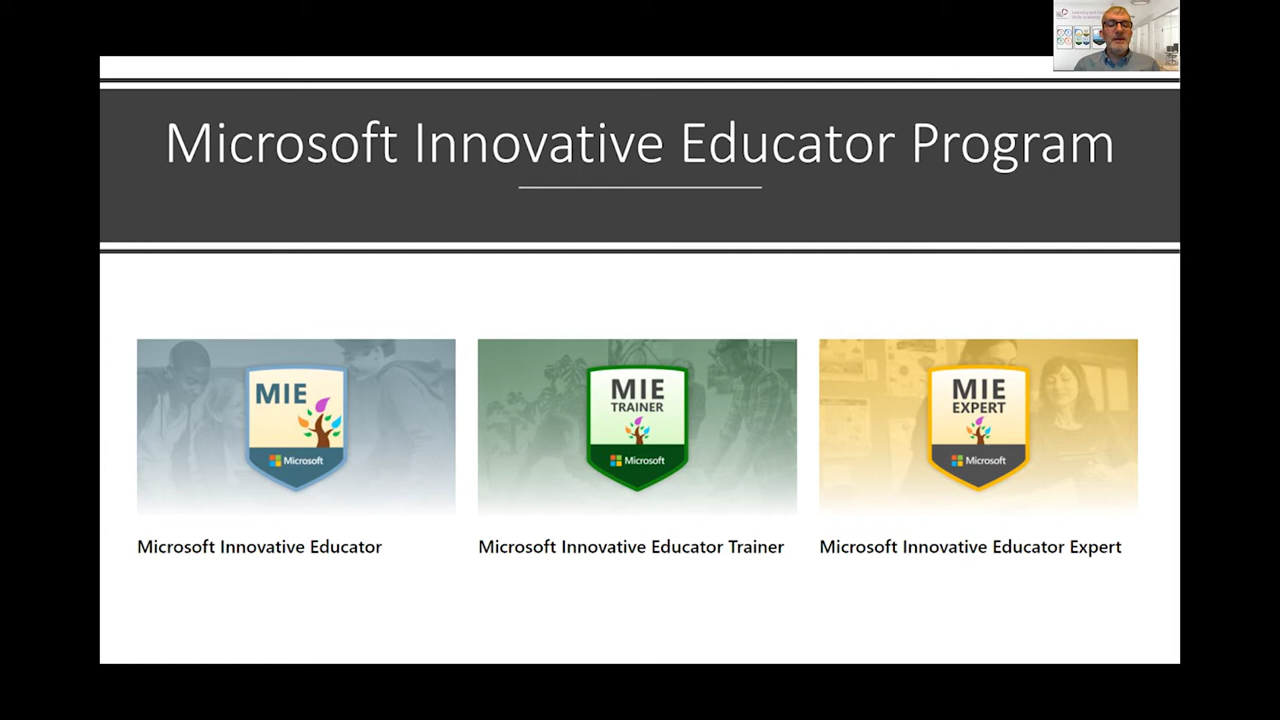 Microsoft Innovative Educator Program
MIE
Microsoft
MIE
TRAINER
Microsoft
MIE
EXPERT
Microsoft
Microsoft Innovative Educator
Microsoft Innovative Educator Trainer
Microsoft Innovative Educator Expert